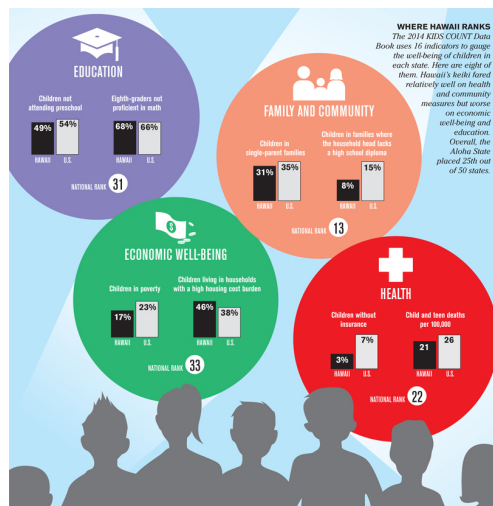 WHERE HAWAII RANKS
The 2014 KIDS COUNT Data
Book uses 16 indicators to gauge
the well-being of children in
each state. Here are eight of
them. Hawaii's keiki fared
relatively well on health
and community
measures but worse
on economic
well-being and
education.
Overall, the
Aloha State
placed 25th out
of 50 states.
EDUCATION
Children not
attending preschool
49%
54%
HAWAII
U.S.
Eighth-graders not
proficient in math
68%
66%
HAWAII
U.S.
NATIONAL RANK 31
FAMILY AND COMMUNITY
Children in
single-parent families
31%
35%
HAWAII
U.S.
Children in families where
the household head lacks
a high school diploma
8%
15%
HAWAII
U.S.
NATIONAL RANK 13
$
ECONOMIC WELL-BEING
Children in poverty
17%
23%
HAWAII
U.S.
Children living in households
with a high housing cost burden
46%
38%
HAWAII
U.S.
NATIONAL RANK 33
HEALTH
Children without
insurance
3%
7%
HAWAII
U.S.
Child and teen deaths
per 100,000
21
26
HAWAII
U.S.
NATIONAL RANK 22